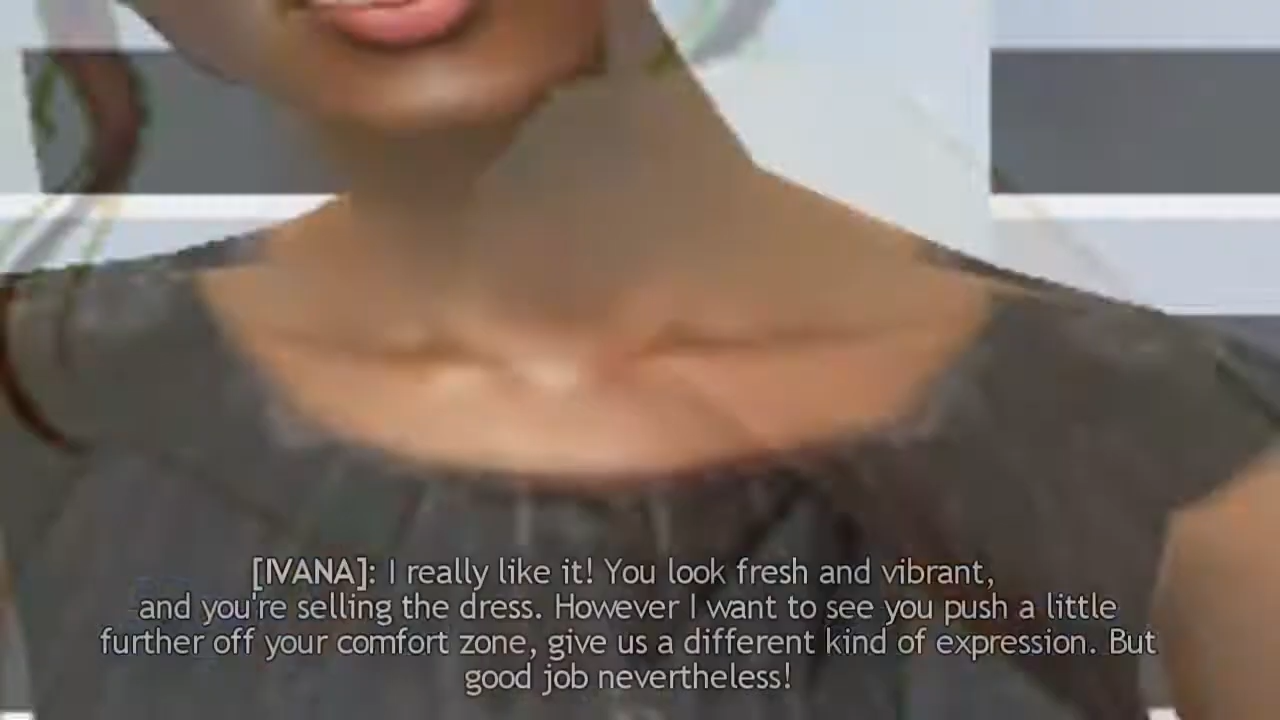 [IVANA]: I really like it! You look fresh and vibrant,
and you're selling the dress. However I want to see you push a little
further off your comfort zone, give us a different kind of expression. But
good job nevertheless!